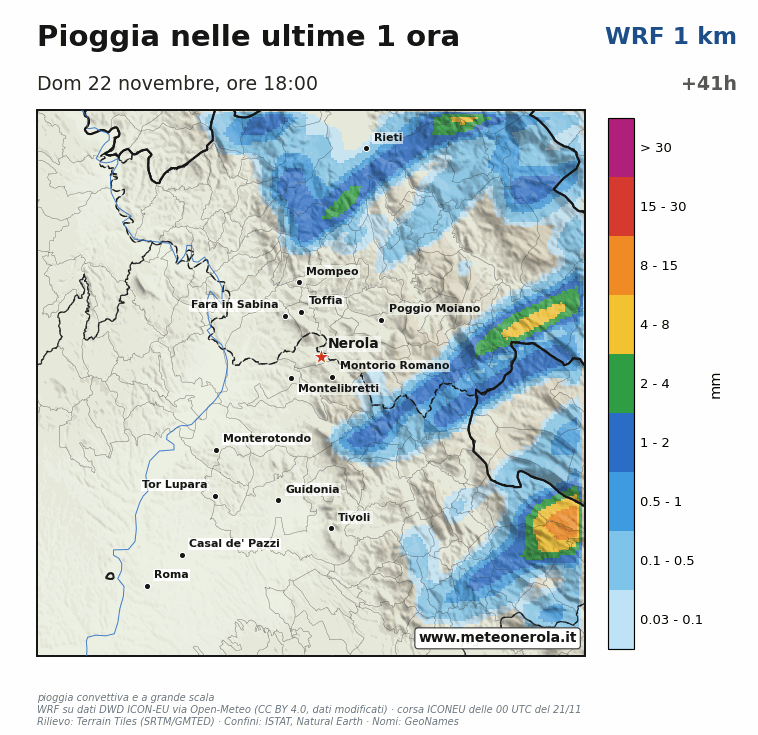 Pioggia nelle ultime 1 ora
WRF 1 km
Dom 22 novembre, ore 18:00
+41h
Rieti
Mompeo
Fara in Sabina
Toffia
Poggio Moiano
Nerola
Montorio Romano
Montelibretti
Monterotondo
Tor Lupara
Guidonia
Tivoli
Casal de' Pazzi
Roma
www.meteonerola.it
> 30
15 - 30
8 - 15
4 - 8
2 - 4
1 - 2
0.5 - 1
0.1 - 0.5
0.03 - 0.1
mm
pioggia convettiva e a grande scala
WRF su dati DWD ICON-EU via Open-Meteo (CC BY 4.0, dati modificati) · corsa ICONEU delle 00 UTC del 21/11
Rilievo: Terrain Tiles (SRTM/GMTED) · Confini: ISTAT, Natural Earth · Nomi: GeoNames